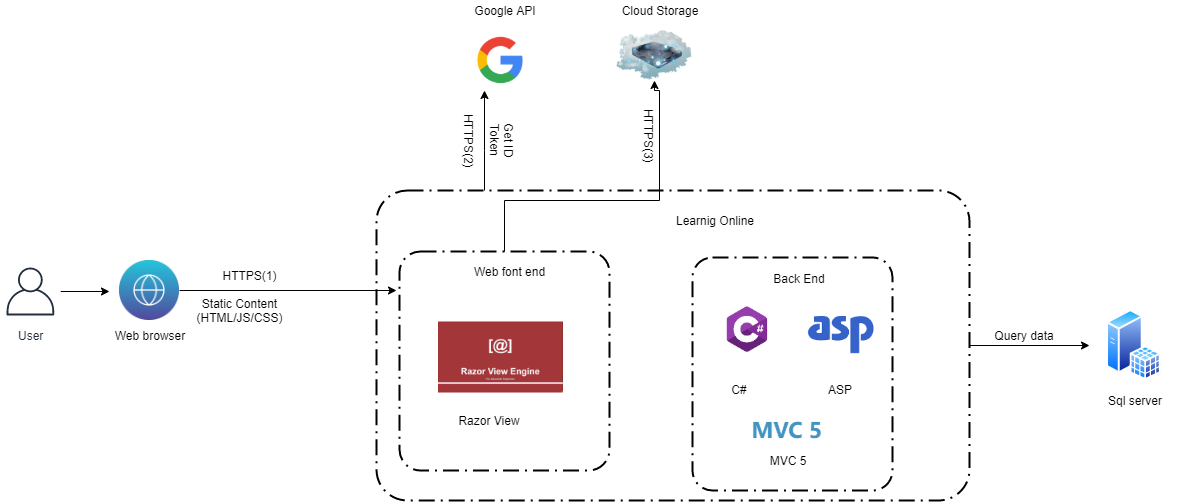 Google API
Cloud Storage
HTTPS(2)
Get ID
Token
HTTPS(3)
Learnig Online
Web font end
Back End
HTTPS(1)
Static Content
(HTML/JS/CSS)
User
Web browser
[@]
Razor View Engine
Razor View
C#
asp
C#
ASP
MVC 5
MVC 5
Query data
Sql server